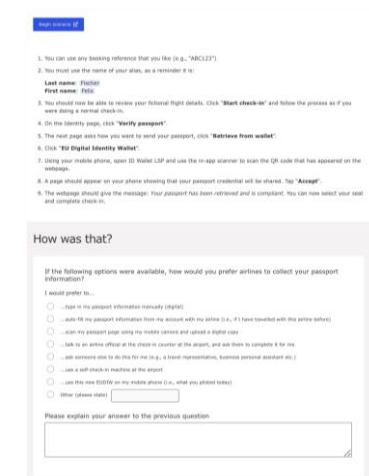 Begin scenario
1. You can use any booking reference that you like (e.g., "ABC123")
2. You must use the name of your alias, as a reminder it is:
Last name: Fischer
First name: Felix
3. You should now be able to review your fictional flight details. Click "Start check-in" and follow the process as if you
were doing a normal check-in.
4. On the Identity page, click "Verify passport".
5. The next page asks how you want to send your passport, click "Retrieve from wallet".
6. Click "EU Digital Identity Wallet".
7. Using your mobile phone, open ID Wallet LSP and use the in-app scanner to scan the QR code that has appeared on the
webpage.
8. A page should appear on your phone showing that your passport credential will be shared. Tap "Accept".
9. The webpage should give the message: Your passport has been retrieved and is compliant. You can now select your seat
and complete check-in.
How was that?
If the following options were available, how would you prefer airlines to collect your passport
information?
I would prefer to...
...type in my passport information manually (digital)
...auto-fill my passport information from my account with my airline (i.e., if I have travelled with this airline before)
...scan my passport page using my mobile camera and upload a digital copy
...talk to an airline official at the check-in counter at the airport, and ask them to complete it for me
...ask someone else to do this for me (e.g., a travel representative, business personal assistant etc.)
...use a self-check-in machine at the airport
...use this new EUDIW on my mobile phone (i.e., what you piloted today)
Other (please state)
Please explain your answer to the previous question